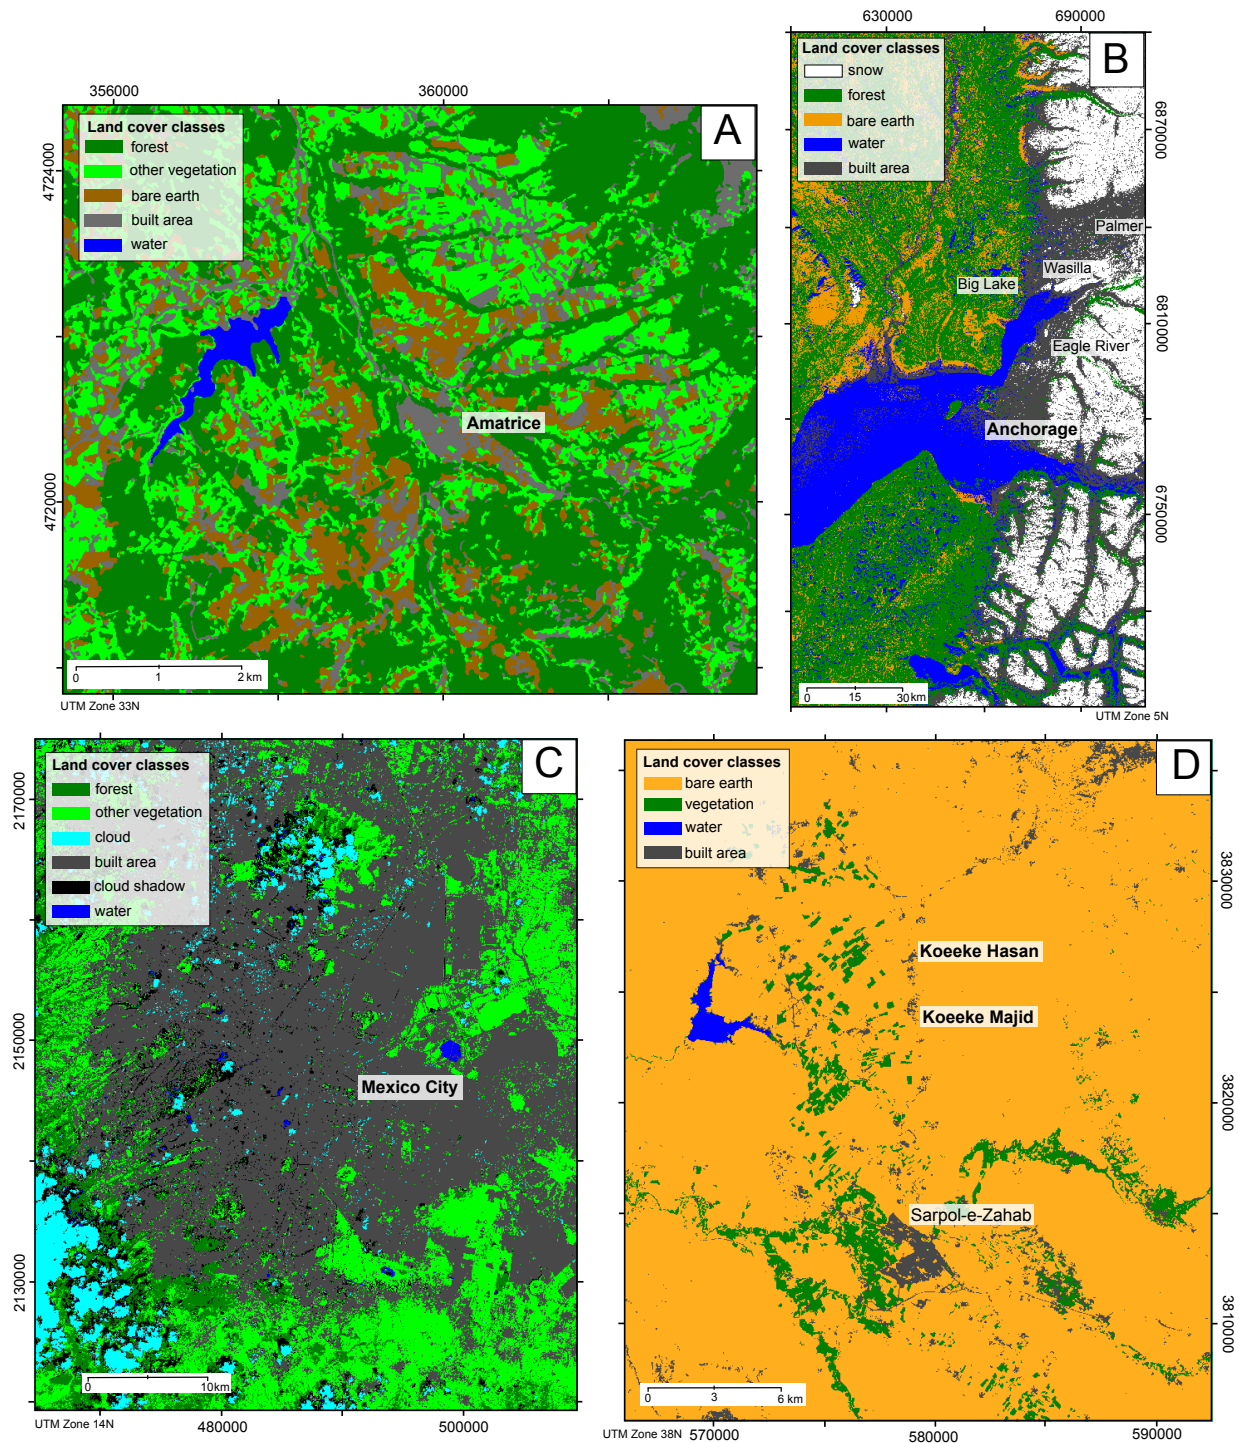 356000
360000
A
Land cover classes
forest
other vegetation
bare earth
built area
water
4724000
4720000
Amatrice
0
1
2 km
UTM Zone 33N
630000
690000
B
Land cover classes
snow
forest
bare earth
water
built area
6870000
6810000
6750000
Palmer
Wasilla
Big Lake
Eagle River
Anchorage
0
15
30 km
UTM Zone 5N
C
Land cover classes
forest
other vegetation
cloud
built area
cloud shadow
water
2170000
2150000
2130000
Mexico City
0
10km
UTM Zone 14N
480000
500000
D
Land cover classes
bare earth
vegetation
water
built area
3830000
3820000
3810000
Koeeke Hasan
Koeeke Majid
Sarpol-e-Zahab
0
3
6 km
UTM Zone 38N
570000
580000
590000